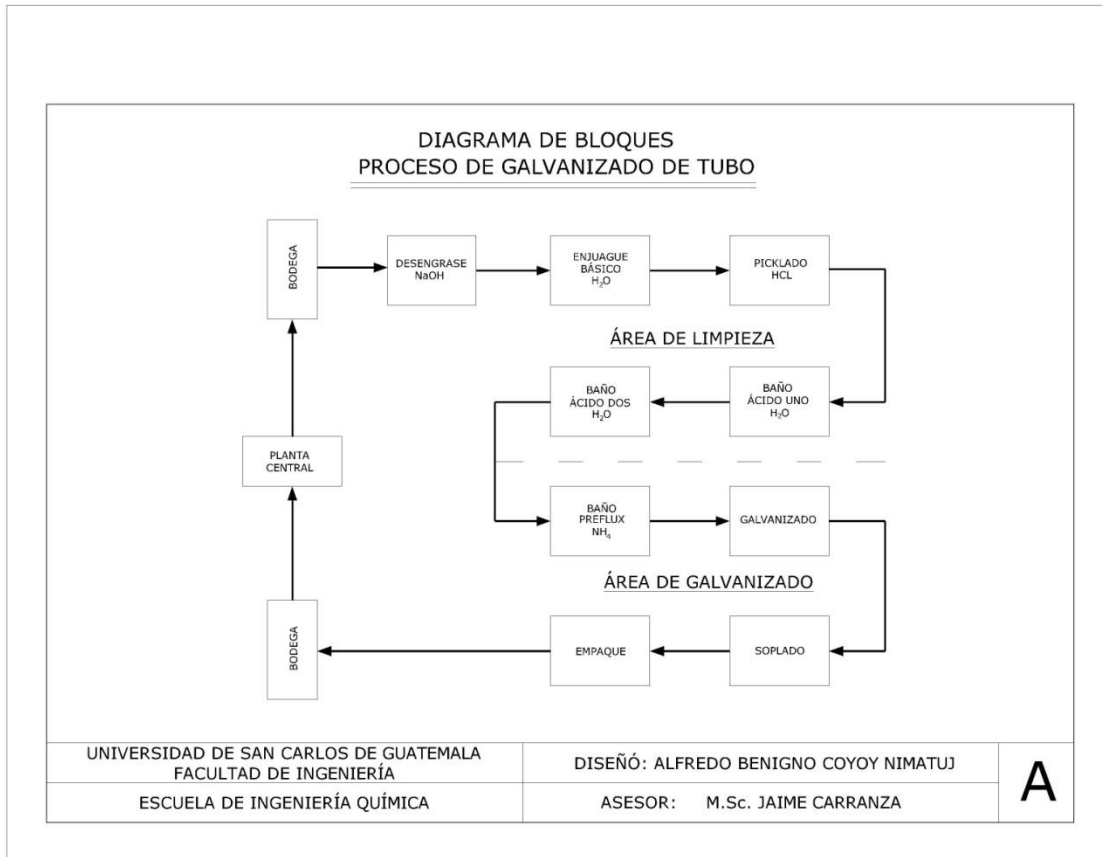 DIAGRAMA DE BLOQUES
PROCESO DE GALVANIZADO DE TUBO
BODEGA
DESENGRASE
NaOH
ENJUAGUE
BÁSICO
H₂O
PICKLADO
HCL
ÁREA DE LIMPIEZA
BAÑO
ÁCIDO DOS
H₂O
BAÑO
ÁCIDO UNO
H₂O
PLANTA
CENTRAL
BAÑO
PREFLUX
NH₄
GALVANIZADO
ÁREA DE GALVANIZADO
BODEGA
EMPAQUE
SOPLADO
UNIVERSIDAD DE SAN CARLOS DE GUATEMALA
FACULTAD DE INGENIERÍA
DISEÑÓ: ALFREDO BENIGNO COYOY NIMATUJ
ESCUELA DE INGENIERÍA QUÍMICA
ASESOR: M.Sc. JAIME CARRANZA
A